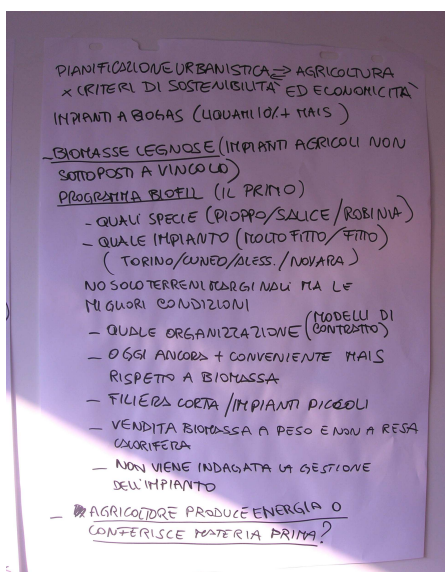 PIANIFICAZIONE URBANISTICA ⇒ AGRICOLTURA
× CRITERI DI SOSTENIBILITÀ ED ECONOMICITÀ
IMPIANTI A BIOGAS (LIQUAMI 10% + MAIS)
- BIOMASSE LEGNOSE (IMPIANTI AGRICOLI NON
SOTTOPOSTI A VINCOLO)
PROGRAMMA BIOFIL (IL PRIMO)
- QUALI SPECIE (PIOPPO/SALICE/ROBINIA)
- QUALE IMPIANTO (MOLTO FITTO/FITTO)
(TORINO/CUNEO/ALESS./NOVARA)
NO SOLO TERRENI MARGINALI MA LE
MIGLIORI CONDIZIONI
- QUALE ORGANIZZAZIONE (MODELLI DI
CONTRATTO)
- OGGI ANCORA + CONVENIENTE MAIS
RISPETTO A BIOMASSA
- FILIERA CORTA/IMPIANTI PICCOLI
- VENDITA BIOMASSA A PESO E NON A RESA
CALORIFERA
- NON VIENE INDAGATA LA GESTIONE
DELL'IMPIANTO
- AGRICOLTORE PRODUCE ENERGIA O
CONFERISCE MATERIA PRIMA?